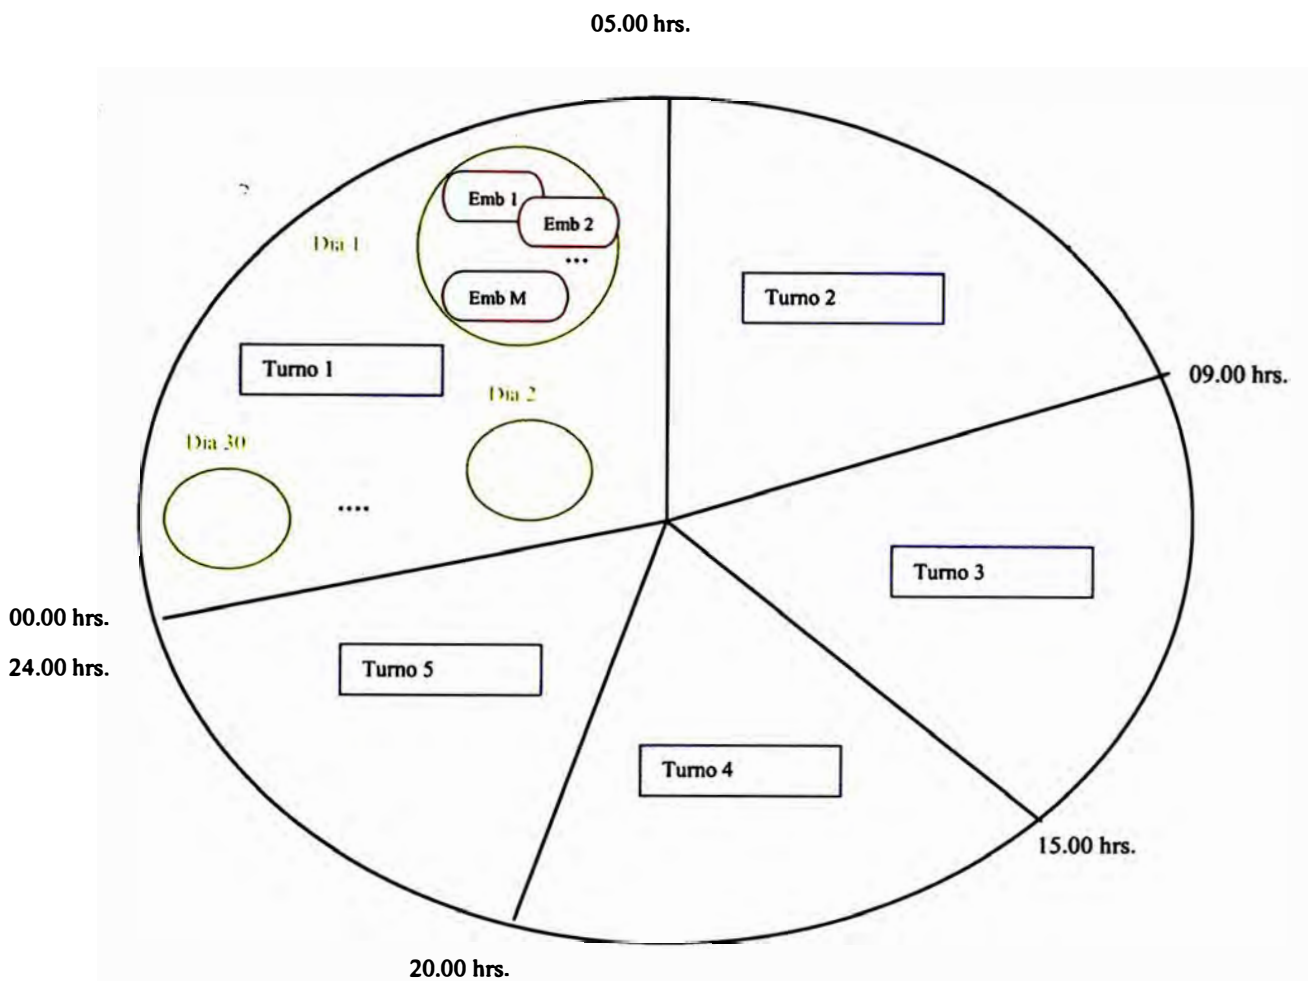 05.00 hrs.
Emb 1
Emb 2
Dia 1
...
Emb M
Turno 2
Turno 1
09.00 hrs.
Dia 2
Dia 30
....
Turno 3
00.00 hrs.
24.00 hrs.
Turno 5
Turno 4
15.00 hrs.
20.00 hrs.